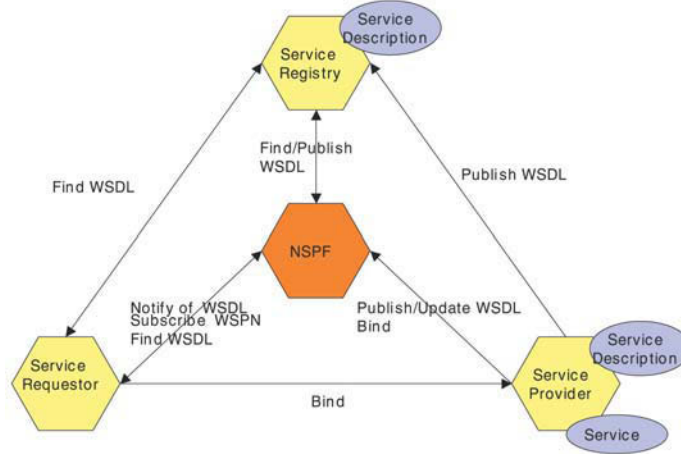 Service
Description
Service
Registry
Find/Publish
WSDL
Find WSDL
Publish WSDL
NSPF
Notify of WSDL
Subscribe WSPN
Find WSDL
Publish/Update WSDL
Bind
Service
Requestor
Service
Description
Service
Provider
Bind
Service